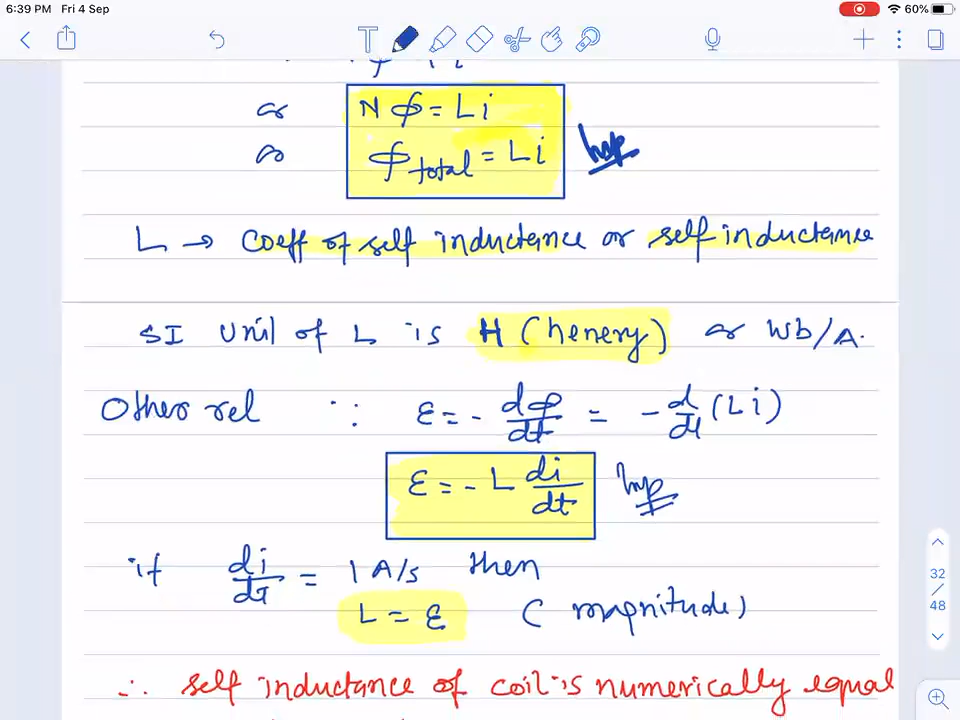 6:39 PM Fri 4 Sep
60%
or Nϕ = Li
or ϕ total = Li Imp
L → Coeff of self inductance or self inductance
SI Unit of L is H (henery) or Wb/A.
Other rel ∵ ε = - dφ/dt = - d/dt (Li)
ε = - L di/dt Imp
if di/dt = 1 A/s then
L = ε (magnitude)
∴ self inductance of coil is numerically equal
32
/
48